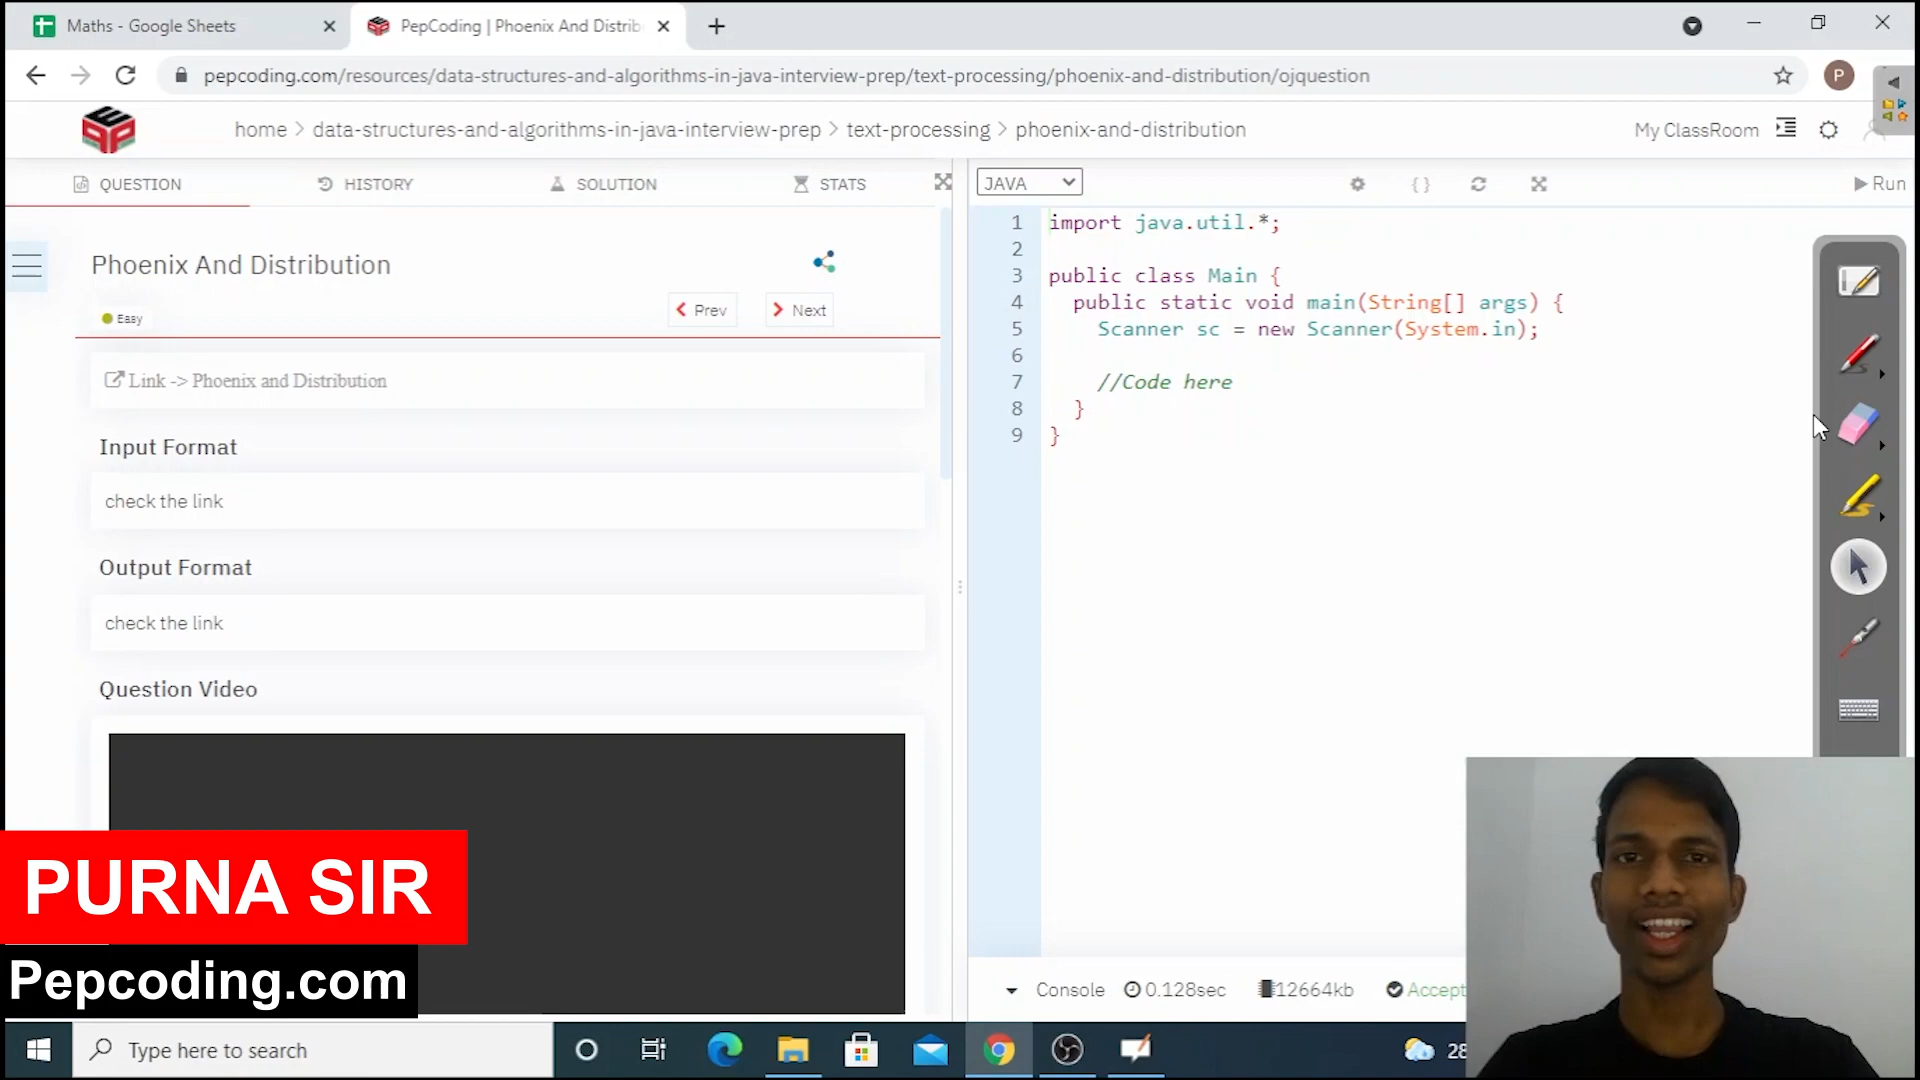 Maths - Google Sheets
PepCoding | Phoenix And Distrib
pepcoding.com/resources/data-structures-and-algorithms-in-java-interview-prep/text-processing/phoenix-and-distribution/ojquestion
P
home > data-structures-and-algorithms-in-java-interview-prep > text-processing > phoenix-and-distribution
My ClassRoom
QUESTION
HISTORY
SOLUTION
STATS
JAVA
{ }
Run
Phoenix And Distribution
Easy
Prev
Next
Link -> Phoenix and Distribution
Input Format
check the link
Output Format
check the link
Question Video
1 import java.util.*;
2
3 public class Main {
4 public static void main(String[] args) {
5 Scanner sc = new Scanner(System.in);
6
7 //Code here
8 }
9 }
PURNA SIR
Pepcoding.com
Console
0.128sec
12664kb
Accept
Type here to search
28